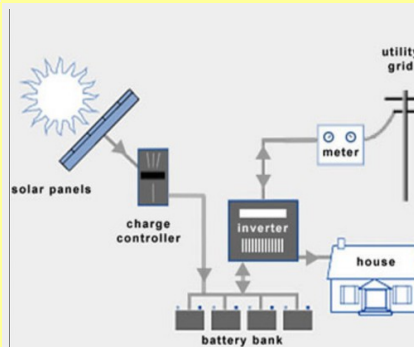 utility
grid
meter
solar panels
charge
controller
inverter
house
battery bank